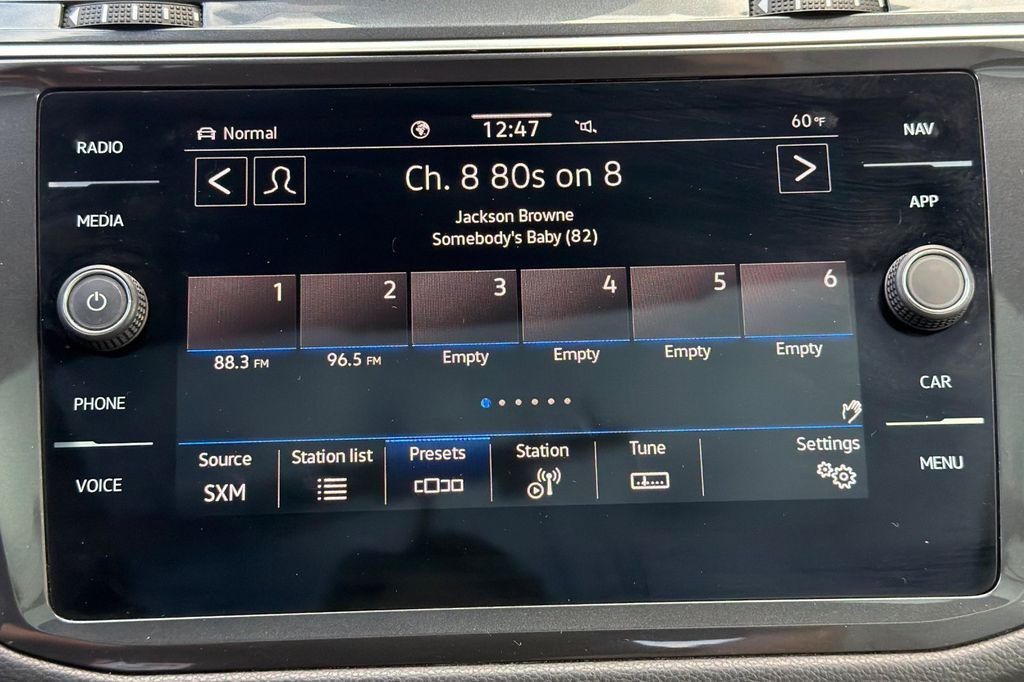 RADIO
MEDIA
PHONE
VOICE
Normal
12:47
60°F
Ch. 8 80s on 8
Jackson Browne
Somebody's Baby (82)
1 2 3 4 5 6
88.3 FM 96.5 FM Empty Empty Empty Empty
Source Station list Presets Station Tune Settings
SXM
NAV
APP
CAR
MENU